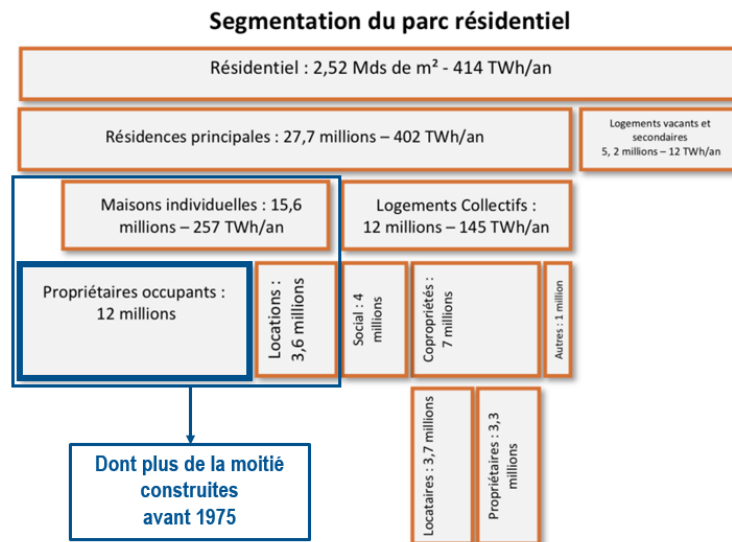 Segmentation du parc résidentiel
Résidentiel : 2,52 Mds de m² - 414 TWh/an
Résidences principales : 27,7 millions – 402 TWh/an
Logements vacants et
secondaires
5, 2 millions – 12 TWh/an
Maisons individuelles : 15,6
millions – 257 TWh/an
Logements Collectifs :
12 millions – 145 TWh/an
Propriétaires occupants :
12 millions
Locations :
3,6 millions
Social : 4
millions
Copropriétés :
7 millions
Autres : 1 million
Dont plus de la moitié
construites
avant 1975
Locataires : 3,7 millions
Propriétaires : 3,3
millions